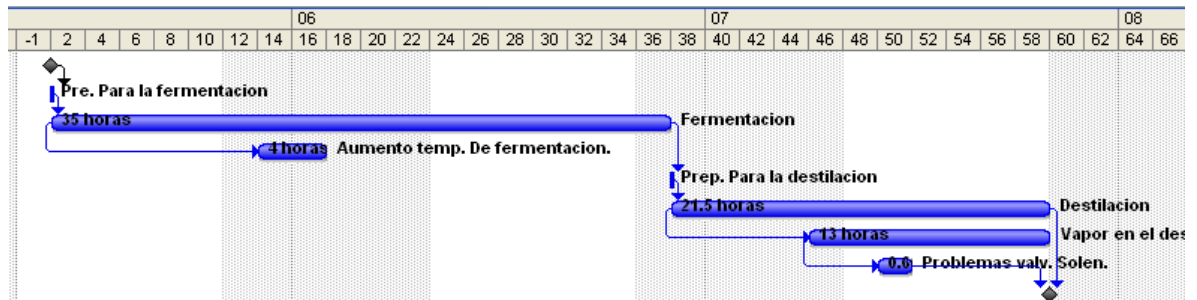 06 07 08
-1 2 4 6 8 10 12 14 16 18 20 22 24 26 28 30 32 34 36 38 40 42 44 46 48 50 52 54 56 58 60 62 64 66
Pre. Para la fermentacion
35 horas Fermentacion
4 horas Aumento temp. De fermentacion.
Prep. Para la destilacion
21.5 horas Destilacion
13 horas Vapor en el des
0.6 Problemas valv. Solen.